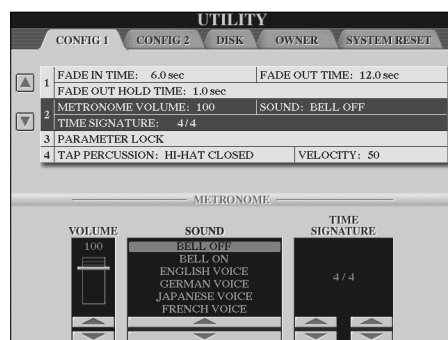 UTILITY
CONFIG 1 CONFIG 2 DISK OWNER SYSTEM RESET
1 FADE IN TIME: 6.0 sec FADE OUT TIME: 12.0 sec
FADE OUT HOLD TIME: 1.0 sec
2 METRONOME VOLUME: 100 SOUND: BELL OFF
TIME SIGNATURE: 4/4
3 PARAMETER LOCK
4 TAP PERCUSSION: HI-HAT CLOSED VELOCITY: 50
METRONOME
VOLUME SOUND TIME SIGNATURE
100
BELL OFF
BELL ON
ENGLISH VOICE
GERMAN VOICE
JAPANESE VOICE
FRENCH VOICE
4 / 4